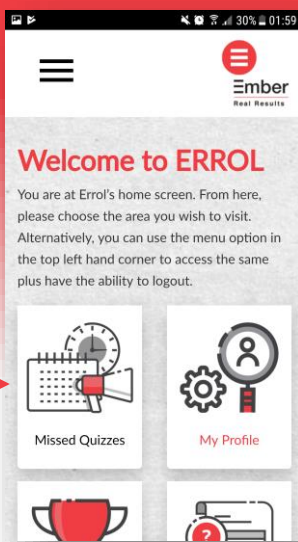 30% 01:59
Ember
Real Results
Welcome to ERROL
You are at Errol's home screen. From here,
please choose the area you wish to visit.
Alternatively, you can use the menu option in
the top left hand corner to access the same
plus have the ability to logout.
Missed Quizzes
My Profile
?